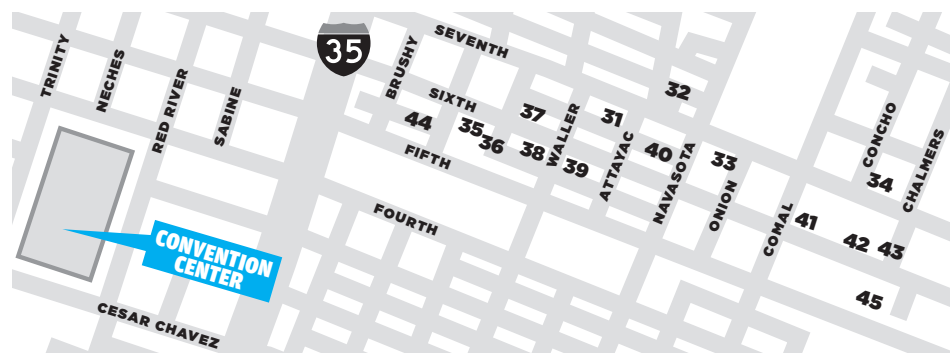 TRINITY
NECHES
RED RIVER
SABINE
35
BRUSHY
SEVENTH
SIXTH
FIFTH
FOURTH
44
35
36
37
38
39
WALLER
31
ATTAYAC
32
40
NAVASOTA
33
ONION
COMAL
41
CONCHO
34
CHALMERS
42
43
45
CONVENTION
CENTER
CESAR CHAVEZ